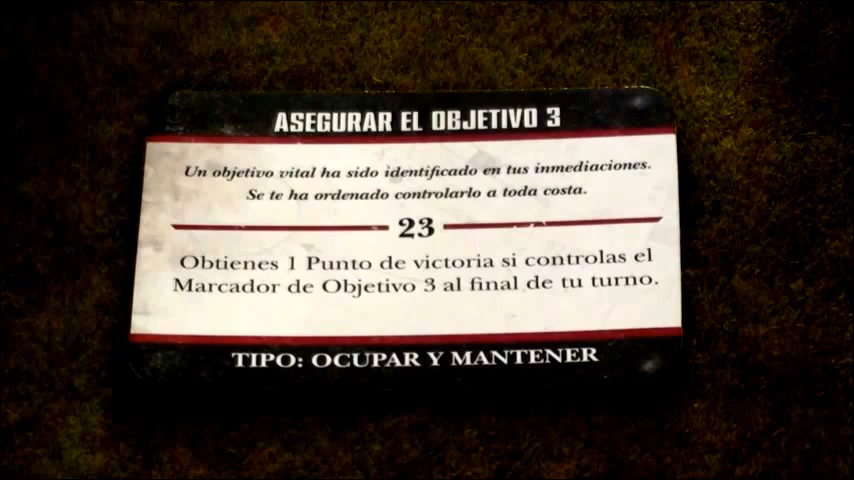 ASEGURAR EL OBJETIVO 3
Un objetivo vital ha sido identificado en tus inmediaciones.
Se te ha ordenado controlarlo a toda costa.
23
Obtienes 1 Punto de victoria si controlas el
Marcador de Objetivo 3 al final de tu turno.
TIPO: OCUPAR Y MANTENER